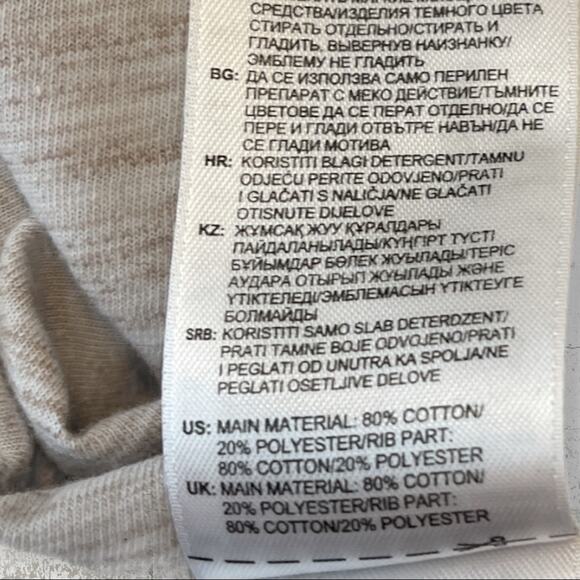 СРЕДСТВА/ИЗДЕЛИЯ ТЕМНОГО ЦВЕТА
СТИРАТЬ ОТДЕЛЬНО/СТИРАТЬ И
ГЛАДИТЬ, ВЫВЕРНУВ НАИЗНАНКУ/
ЭМБЛЕМУ НЕ ГЛАДИТЬ
BG: ДА СЕ ИЗПОЛЗВА САМО ПЕРИЛЕН
ПРЕПАРАТ С МЕКО ДЕЙСТВИЕ/ТЪМНИТЕ
ЦВЕТОВЕ ДА СЕ ПЕРАТ ОТДЕЛНО/ДА СЕ
ПЕРЕ И ГЛАДИ ОТВЪТРЕ НАВЪН/ДА НЕ
СЕ ГЛАДИ МОТИВА
HR: KORISTITI BLAGI DETERGENT/TAMNU
ODJEĆU PERITE ODOVJENO/PRATI
I GLAČATI S NALIČJA/NE GLAČATI
OTISNUTE DIJELOVE
KZ: ЖҰМСАҚ ЖУУ ҚҰРАЛДАРЫ
ПАЙДАЛАНЫЛАДЫ/КҮҢГІРТ ТҮСТІ
БҰЙЫМДАР БӨЛЕК ЖУЫЛАДЫ/ТЕРІС
АУДАРА ОТЫРЫП ЖУЫЛАДЫ ЖӘНЕ
ҮТІКТЕЛЕДІ/ЭМБЛЕМАСЫН ҮТІКТЕУГЕ
БОЛМАЙДЫ
SRB: KORISTITI SAMO SLAB DETERDZENT/
PRATI TAMNE BOJE ODVOJENO/PRATI
I PEGLATI OD UNUTRA KA SPOLJA/NE
PEGLATI OSETLJIVE DELOVE
US: MAIN MATERIAL: 80% COTTON/
20% POLYESTER/RIB PART:
80% COTTON/20% POLYESTER
UK: MAIN MATERIAL: 80% COTTON/
20% POLYESTER/RIB PART:
80% COTTON/20% POLYESTER